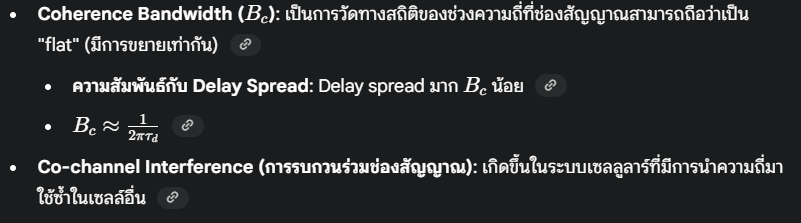 • Coherence Bandwidth (B_c): เป็นการวัดทางสถิติของช่วงความถี่ที่ช่องสัญญาณสามารถถือว่าเป็น
"flat" (มีการขยายเท่ากัน)
• ความสัมพันธ์กับ Delay Spread: Delay spread มาก B_c น้อย
• B_c ≈ 1/(2πτ_d)
• Co-channel Interference (การรบกวนร่วมช่องสัญญาณ): เกิดขึ้นในระบบเซลลูลาร์ที่มีการนำความถี่มา
ใช้ซ้ำในเซลล์อื่น